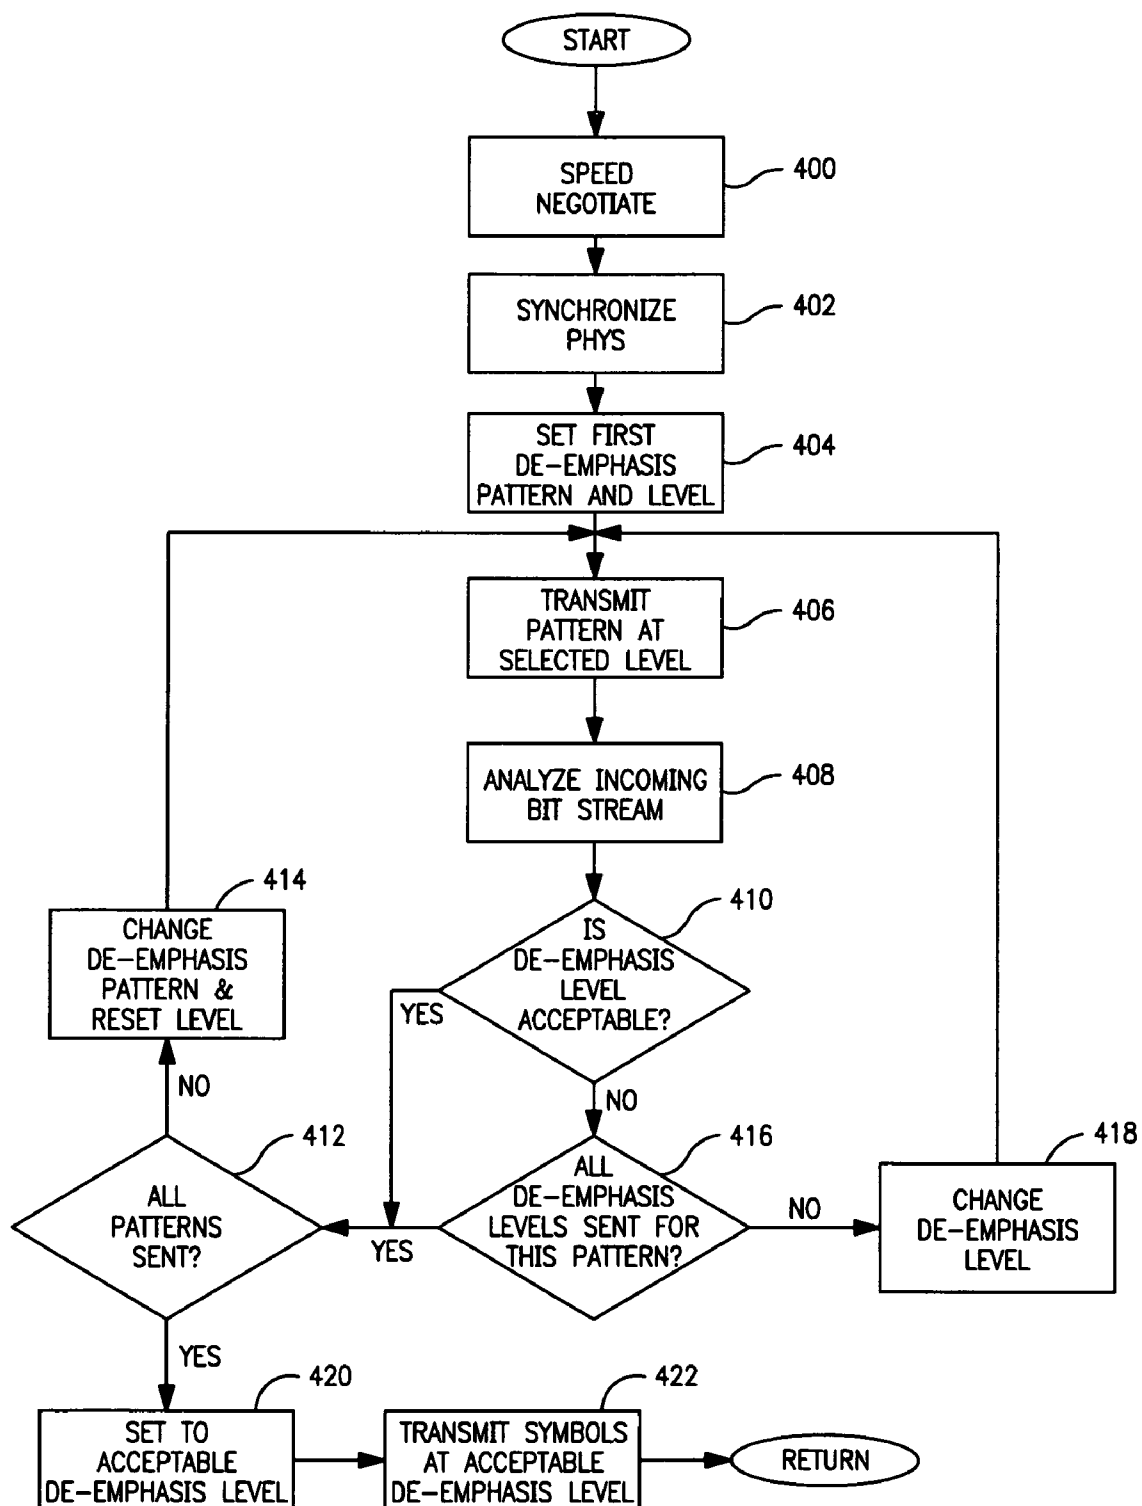 START
SPEED
NEGOTIATE
400
SYNCHRONIZE
PHYS
402
SET FIRST
DE-EMPHASIS
PATTERN AND LEVEL
404
TRANSMIT
PATTERN AT
SELECTED LEVEL
406
ANALYZE INCOMING
BIT STREAM
408
IS
DE-EMPHASIS
LEVEL
ACCEPTABLE?
410
YES
NO
CHANGE
DE-EMPHASIS
PATTERN &
RESET LEVEL
414
NO
ALL
PATTERNS
SENT?
412
YES
ALL
DE-EMPHASIS
LEVELS SENT FOR
THIS PATTERN?
416
NO
CHANGE
DE-EMPHASIS
LEVEL
418
YES
SET TO
ACCEPTABLE
DE-EMPHASIS LEVEL
420
TRANSMIT SYMBOLS
AT ACCEPTABLE
DE-EMPHASIS LEVEL
422
RETURN